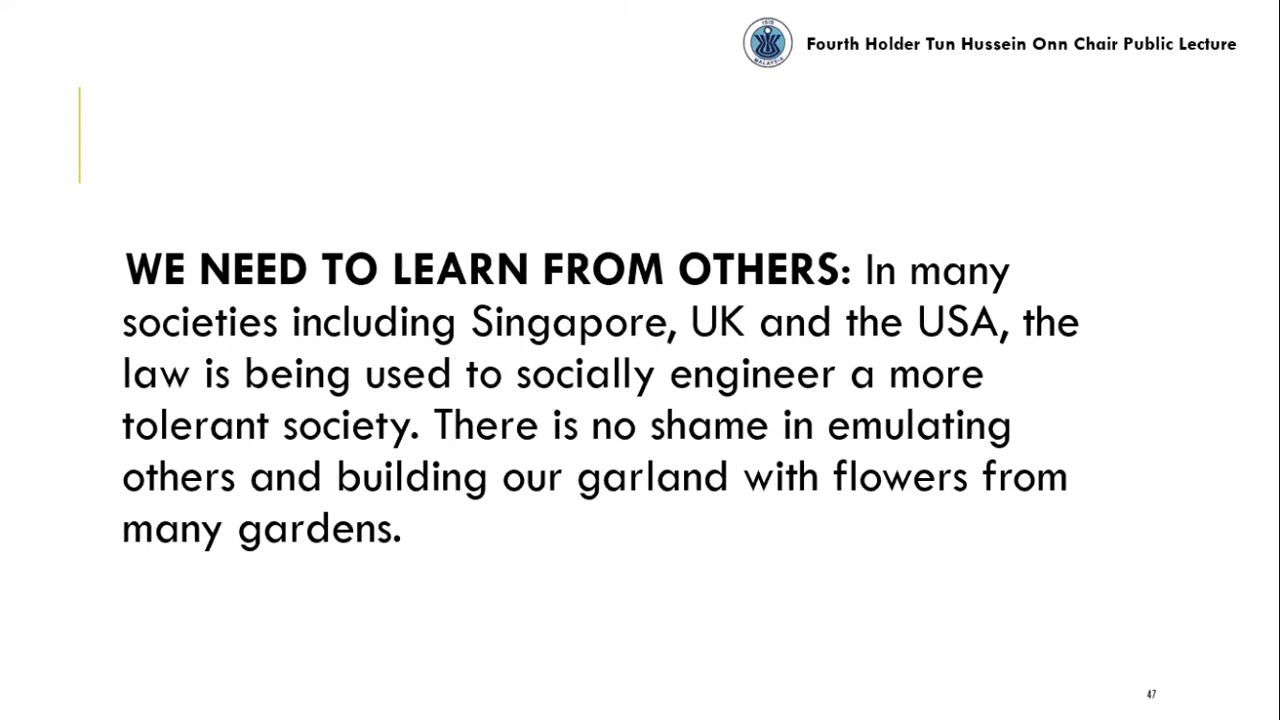 ISIS
MALAYSIA
Fourth Holder Tun Hussein Onn Chair Public Lecture
WE NEED TO LEARN FROM OTHERS: In many
societies including Singapore, UK and the USA, the
law is being used to socially engineer a more
tolerant society. There is no shame in emulating
others and building our garland with flowers from
many gardens.
47